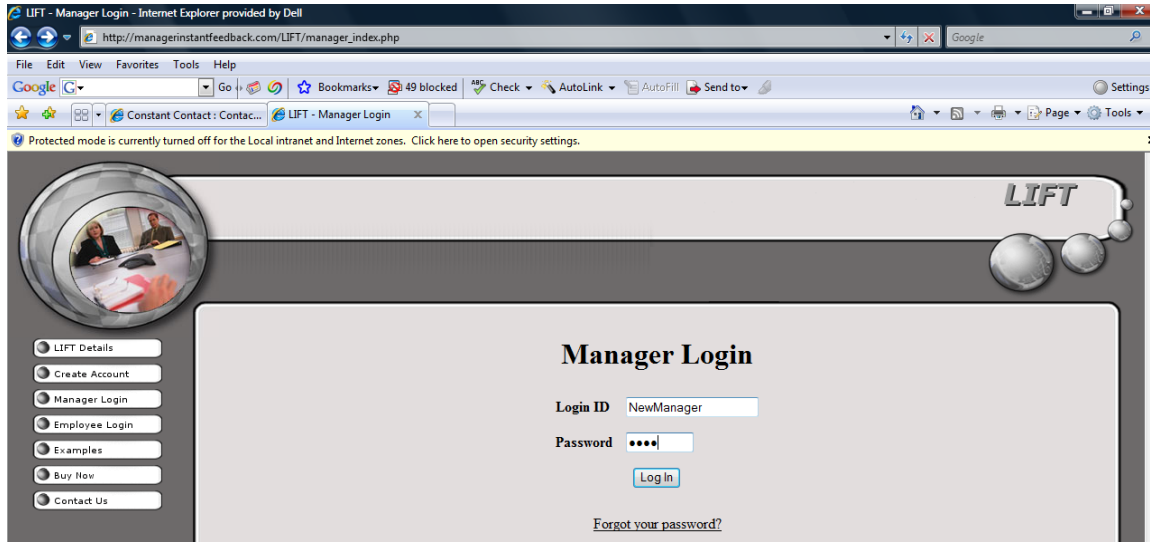 LIFT - Manager Login - Internet Explorer provided by Dell
http://managerinstantfeedback.com/LIFT/manager_index.php Google
File Edit View Favorites Tools Help
Google G Go Bookmarks 49 blocked ABC Check AutoLink AutoFill Send to Settings
Constant Contact : Contac... LIFT - Manager Login x Page Tools
Protected mode is currently turned off for the Local intranet and Internet zones. Click here to open security settings.
LIFT
LIFT Details
Create Account
Manager Login
Employee Login
Examples
Buy Now
Contact Us
Manager Login
Login ID NewManager
Password ••••
Log In
Forgot your password?